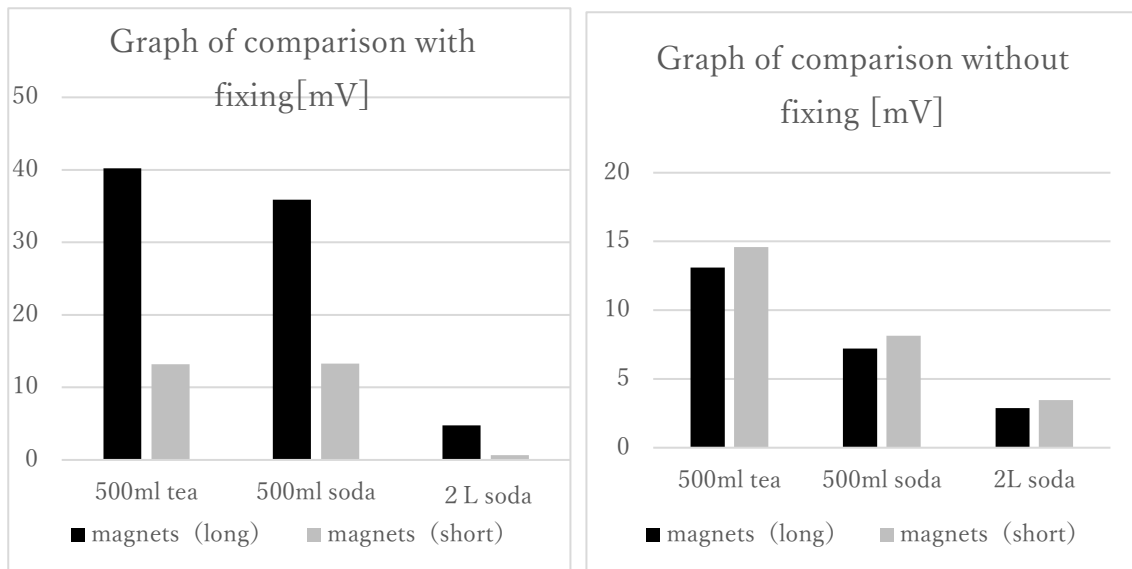 Graph of comparison with
fixing[mV]
50
40
30
20
10
0
500ml tea 500ml soda ２Ｌsoda
magnets（long） magnets（short）
Graph of comparison without
fixing [mV]
20
15
10
5
0
500ml tea 500ml soda 2L soda
magnets（long） magnets（short）